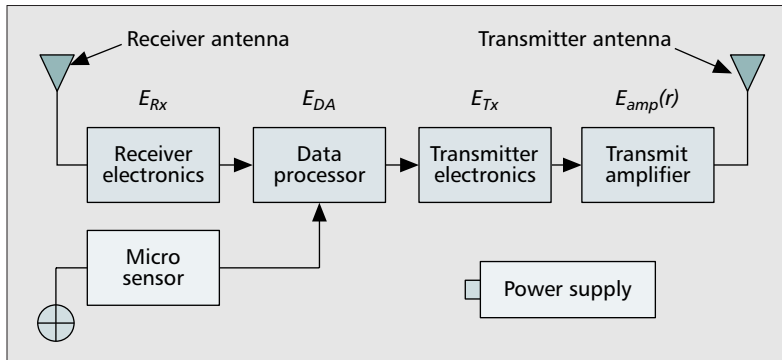 Receiver antenna
Transmitter antenna
E_Rx
E_DA
E_Tx
E_amp(r)
Receiver
electronics
Data
processor
Transmitter
electronics
Transmit
amplifier
Micro
sensor
Power supply